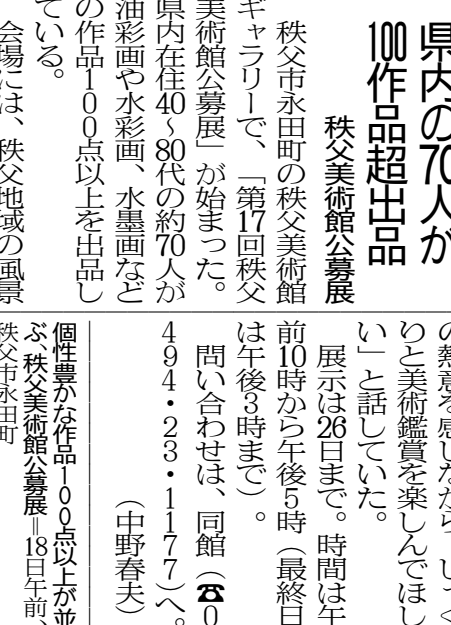 県内の70人が
100作品超出品
秩父美術館公募展
秩父市永田町の秩父美術館
ギャラリーで、「第17回秩父
美術館公募展」が始まった。
県内在住40〜80代の約70人が
油彩画や水彩画、水墨画など
の作品100点以上を出品し
ている。
会場には、秩父地域の風景
りと美術鑑賞を楽しんでほし
い」と話していた。
展示は26日まで。時間は午
前10時から午後5時（最終日
は午後3時まで）。
問い合わせは、同館（☎0
494・23・1177）へ。
（中野春夫）
個性豊かな作品100点以上が並
ぶ、秩父美術館公募展＝18日午前、
秩父市永田町